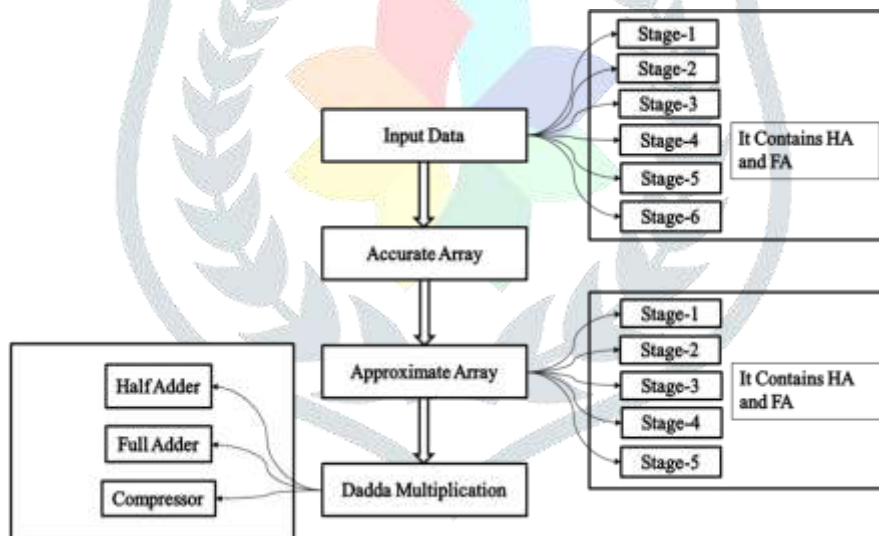 Stage-1
Stage-2
Stage-3
Stage-4
Stage-5
Stage-6
It Contains HA
and FA
Input Data
Accurate Array
Approximate Array
Dadda Multiplication
Stage-1
Stage-2
Stage-3
Stage-4
Stage-5
It Contains HA
and FA
Half Adder
Full Adder
Compressor